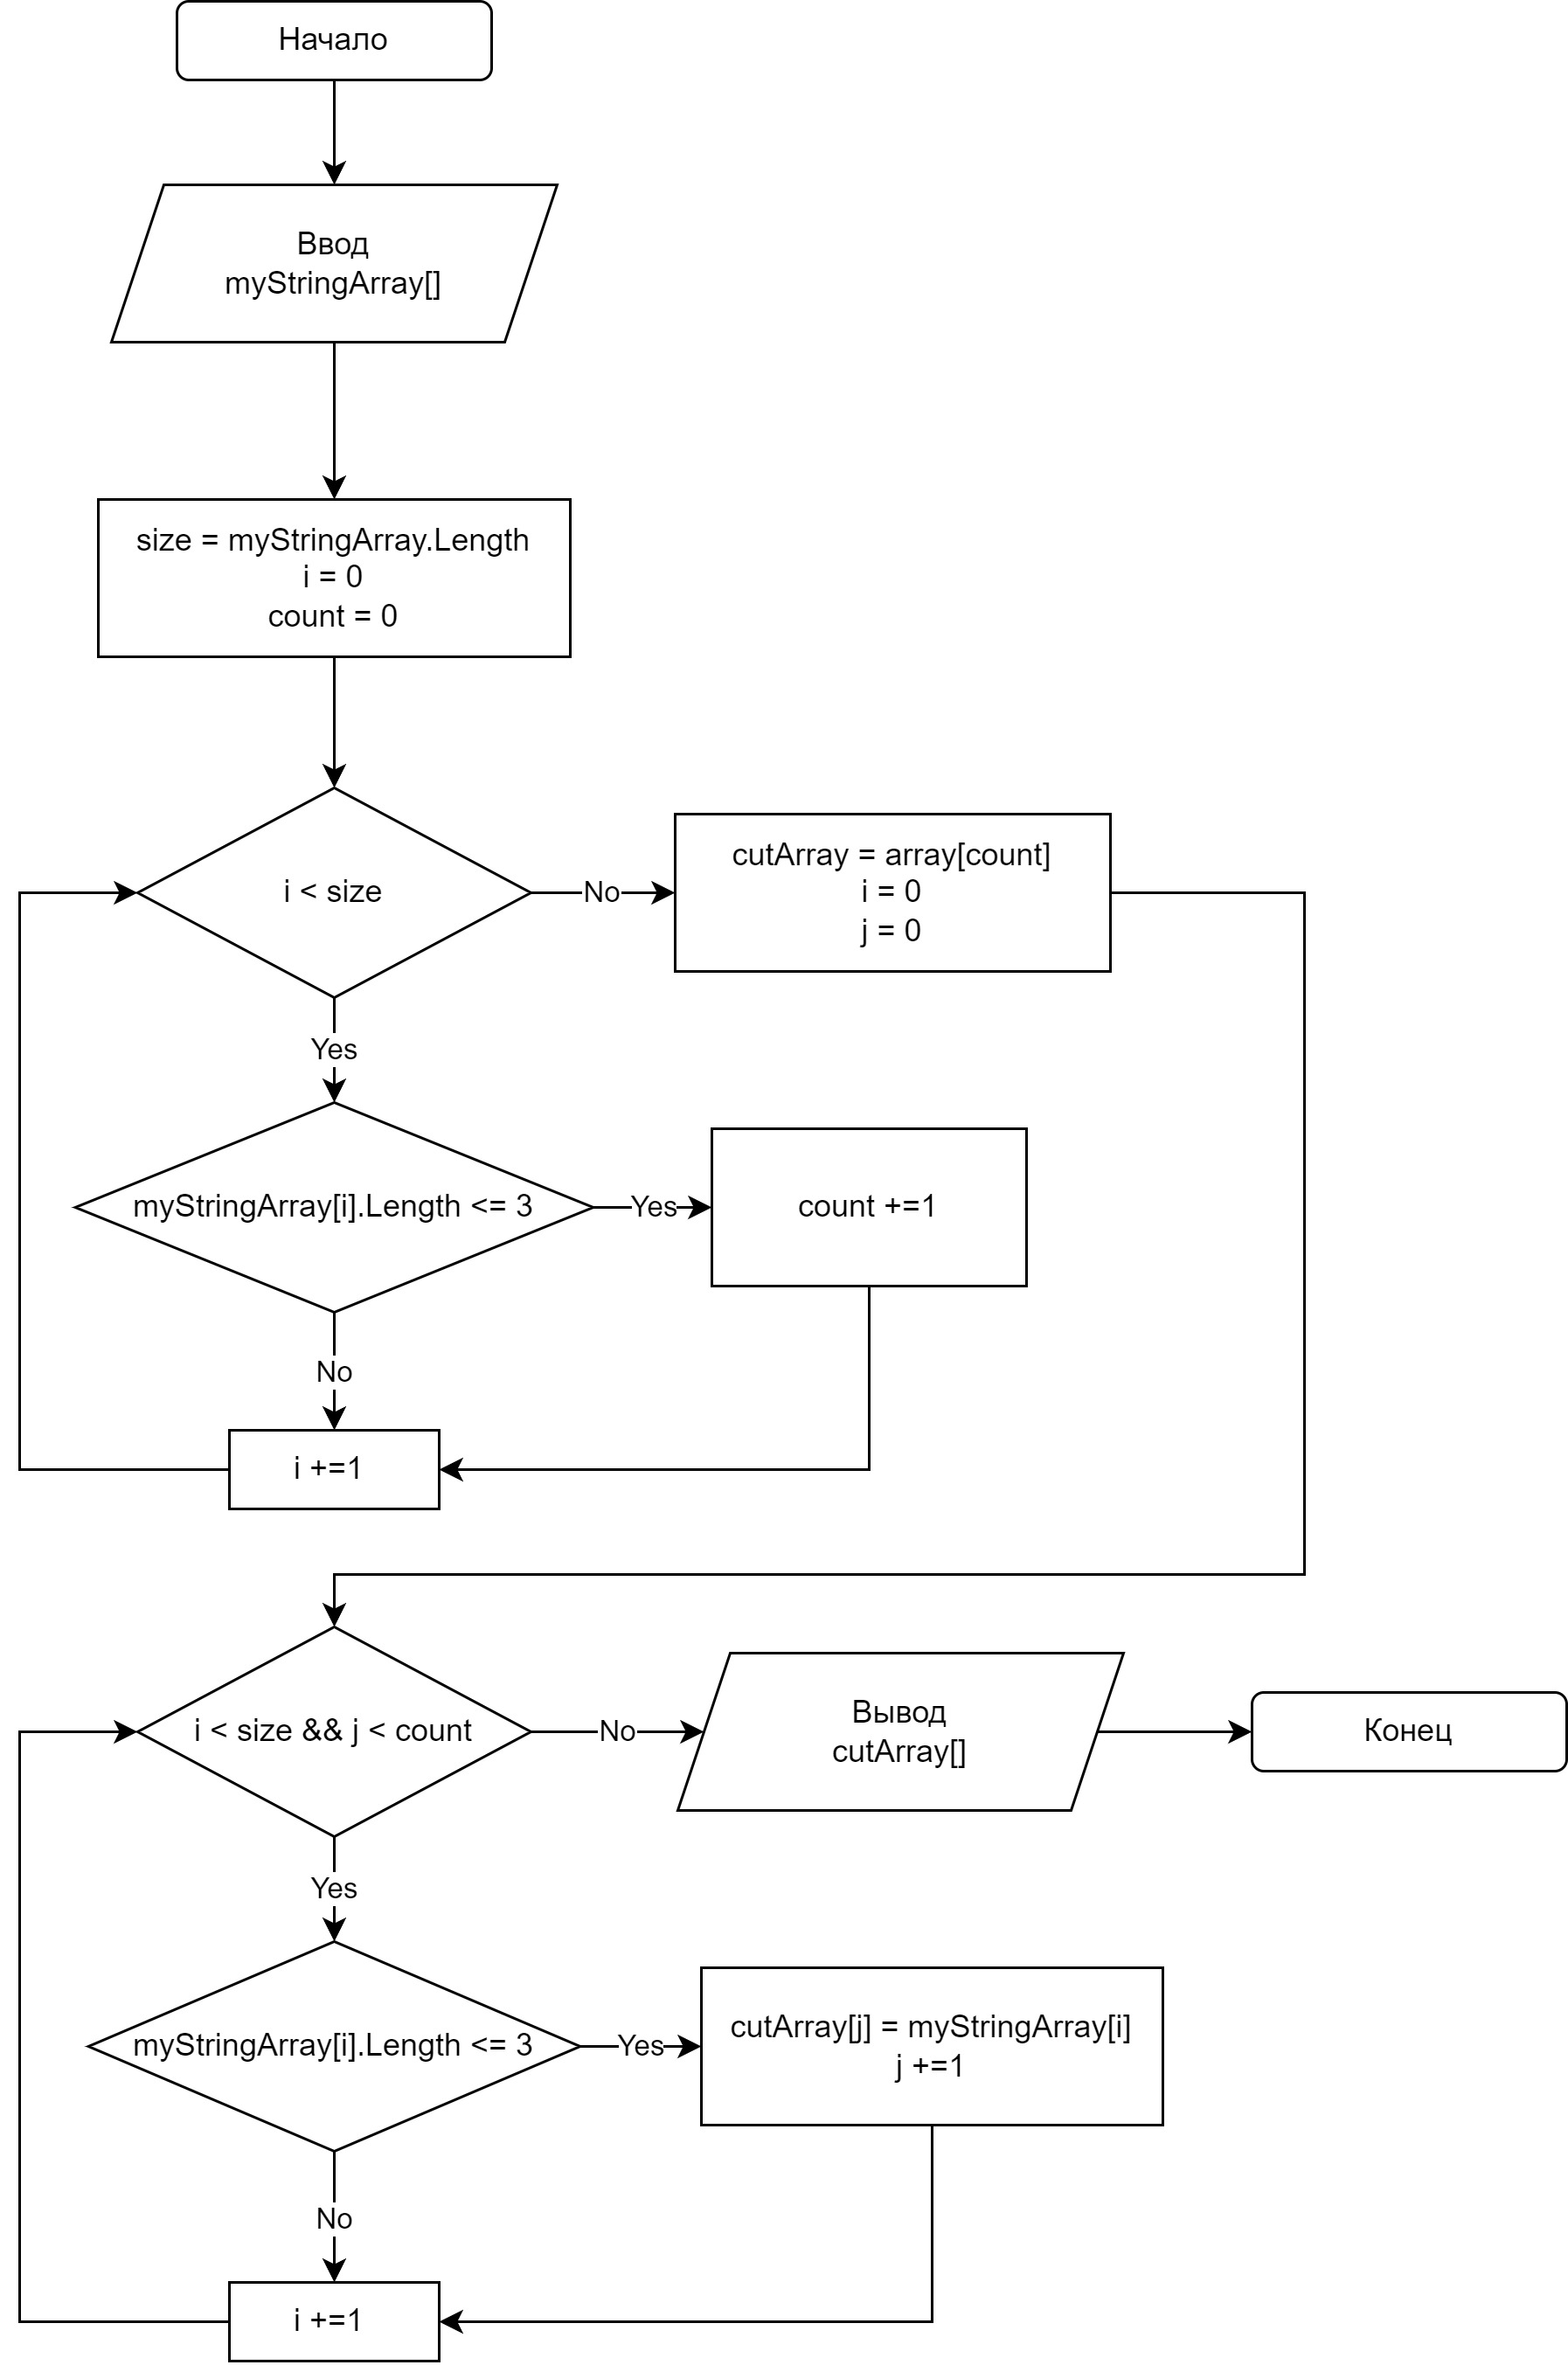 Начало
Ввод
myStringArray[]
size = myStringArray.Length
i = 0
count = 0
i < size
No
cutArray = array[count]
i = 0
j = 0
Yes
myStringArray[i].Length <= 3
Yes
count +=1
No
i +=1
i < size && j < count
No
Вывод
cutArray[]
Конец
Yes
myStringArray[i].Length <= 3
Yes
cutArray[j] = myStringArray[i]
j +=1
No
i +=1